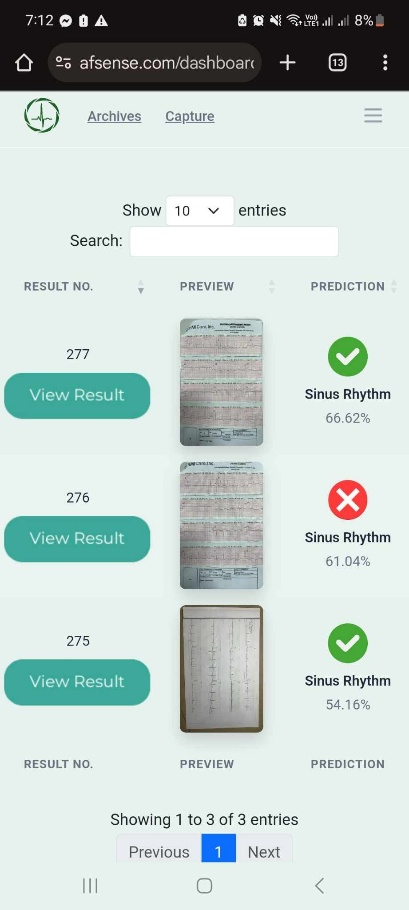 7:12
Vo)) LTE1
8%
afsense.com/dashboar
13
Archives Capture
Show 10 entries
Search:
RESULT NO. PREVIEW PREDICTION
277
View Result
Sinus Rhythm
66.62%
276
View Result
Sinus Rhythm
61.04%
275
View Result
Sinus Rhythm
54.16%
RESULT NO. PREVIEW PREDICTION
Showing 1 to 3 of 3 entries
Previous 1 Next